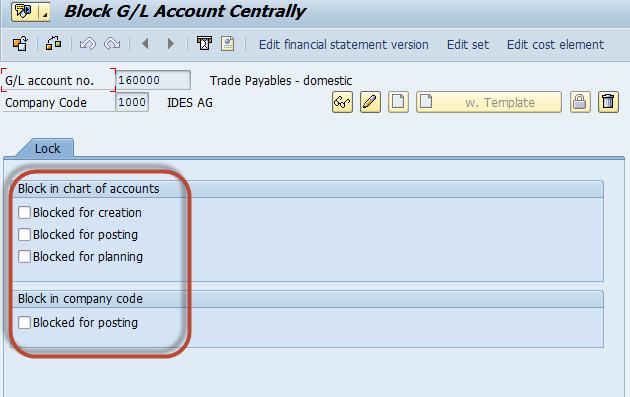 Block G/L Account Centrally
Edit financial statement version Edit set Edit cost element
G/L account no. 160000 Trade Payables - domestic
Company Code 1000 IDES AG
w. Template
Lock
Block in chart of accounts
Blocked for creation
Blocked for posting
Blocked for planning
Block in company code
Blocked for posting